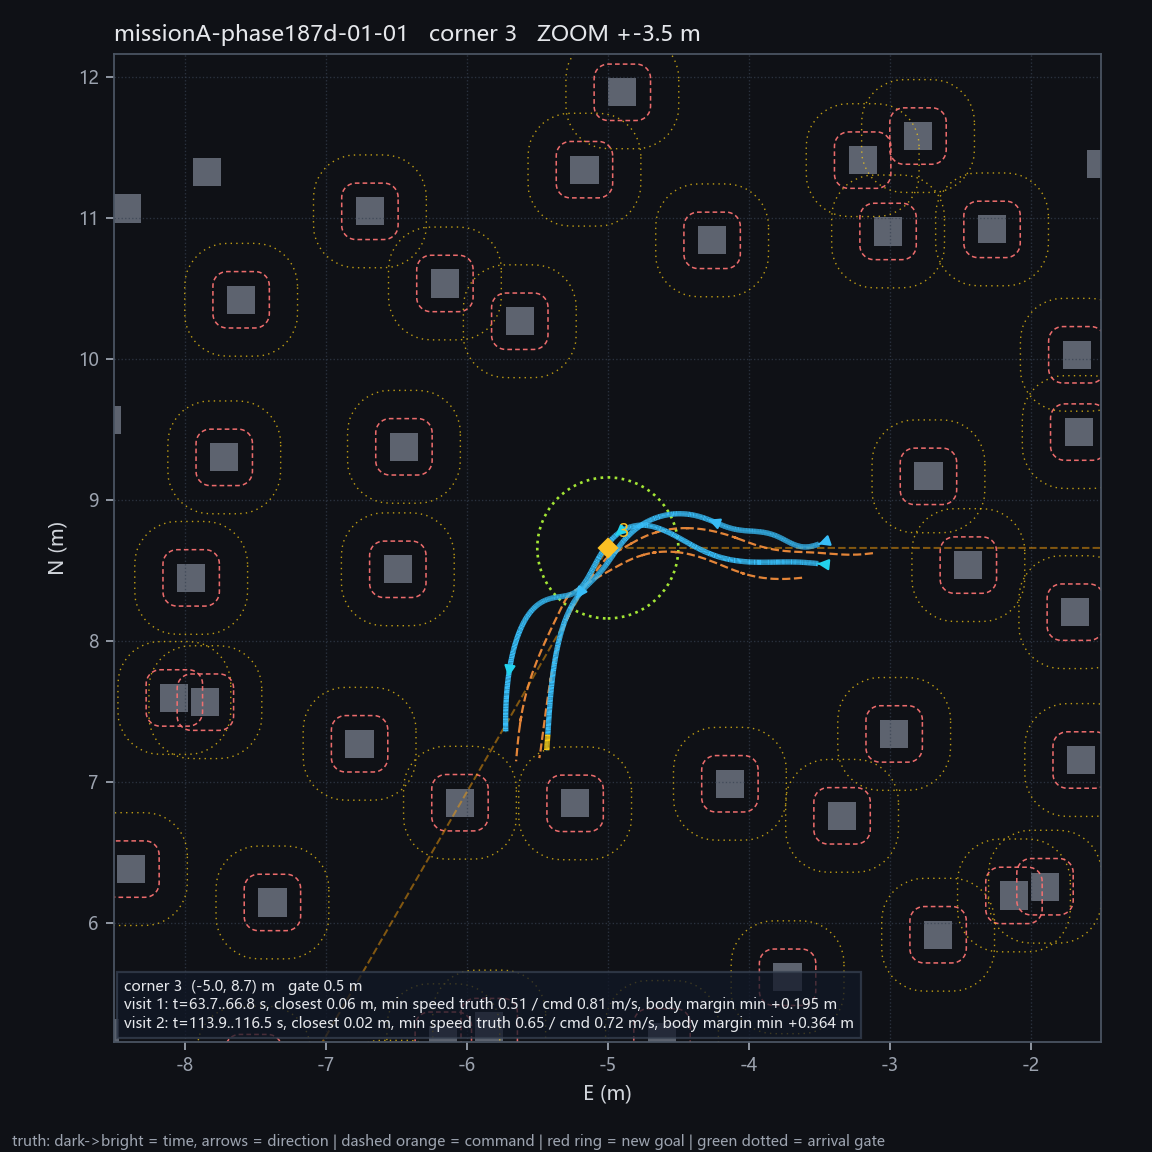 missionA-phase187d-01-01   corner 3   ZOOM +-3.5 m
12
11
10
9
8
7
6
N (m)
3
corner 3  (-5.0, 8.7) m   gate 0.5 m
visit 1: t=63.7..66.8 s, closest 0.06 m, min speed truth 0.51 / cmd 0.81 m/s, body margin min +0.195 m
visit 2: t=113.9..116.5 s, closest 0.02 m, min speed truth 0.65 / cmd 0.72 m/s, body margin min +0.364 m
-8 -7 -6 -5 -4 -3 -2
E (m)
truth: dark->bright = time, arrows = direction | dashed orange = command | red ring = new goal | green dotted = arrival gate